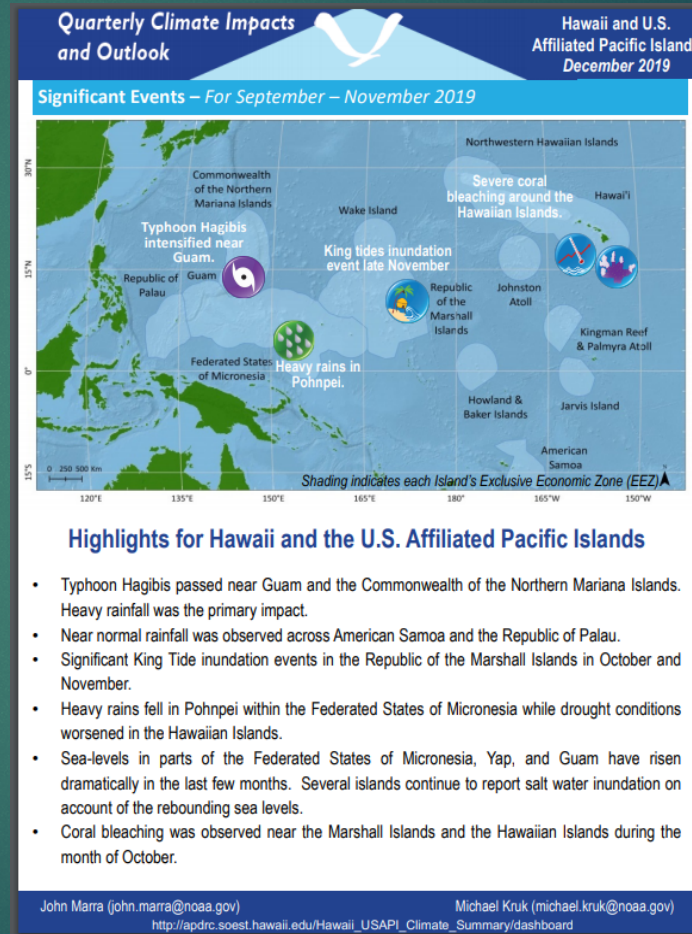 Quarterly Climate Impacts
and Outlook
Hawaii and U.S.
Affiliated Pacific Island
December 2019
Significant Events – For September – November 2019
Northwestern Hawaiian Islands
30°N
Commonwealth
of the Northern
Mariana Islands
Severe coral
bleaching around the
Hawaiian Islands.
Hawai'i
Wake Island
Typhoon Hagibis
intensified near
Guam.
King tides inundation
event late November
15°N
Republic of
Palau
Guam
Republic
of the
Marshall
Islands
Johnston
Atoll
Kingman Reef
& Palmyra Atoll
Federated States
of Micronesia
Heavy rains in
Pohnpei.
0°
Howland &
Baker Islands
Jarvis Island
American
Samoa
15°S
0 250 500 Km
N
Shading indicates each Island's Exclusive Economic Zone (EEZ)
120°E 135°E 150°E 165°E 180° 165°W 150°W
Highlights for Hawaii and the U.S. Affiliated Pacific Islands
• Typhoon Hagibis passed near Guam and the Commonwealth of the Northern Mariana Islands.
Heavy rainfall was the primary impact.
• Near normal rainfall was observed across American Samoa and the Republic of Palau.
• Significant King Tide inundation events in the Republic of the Marshall Islands in October and
November.
• Heavy rains fell in Pohnpei within the Federated States of Micronesia while drought conditions
worsened in the Hawaiian Islands.
• Sea-levels in parts of the Federated States of Micronesia, Yap, and Guam have risen
dramatically in the last few months. Several islands continue to report salt water inundation on
account of the rebounding sea levels.
• Coral bleaching was observed near the Marshall Islands and the Hawaiian Islands during the
month of October.
John Marra (john.marra@noaa.gov)
Michael Kruk (michael.kruk@noaa.gov)
http://apdrc.soest.hawaii.edu/Hawaii_USAPI_Climate_Summary/dashboard